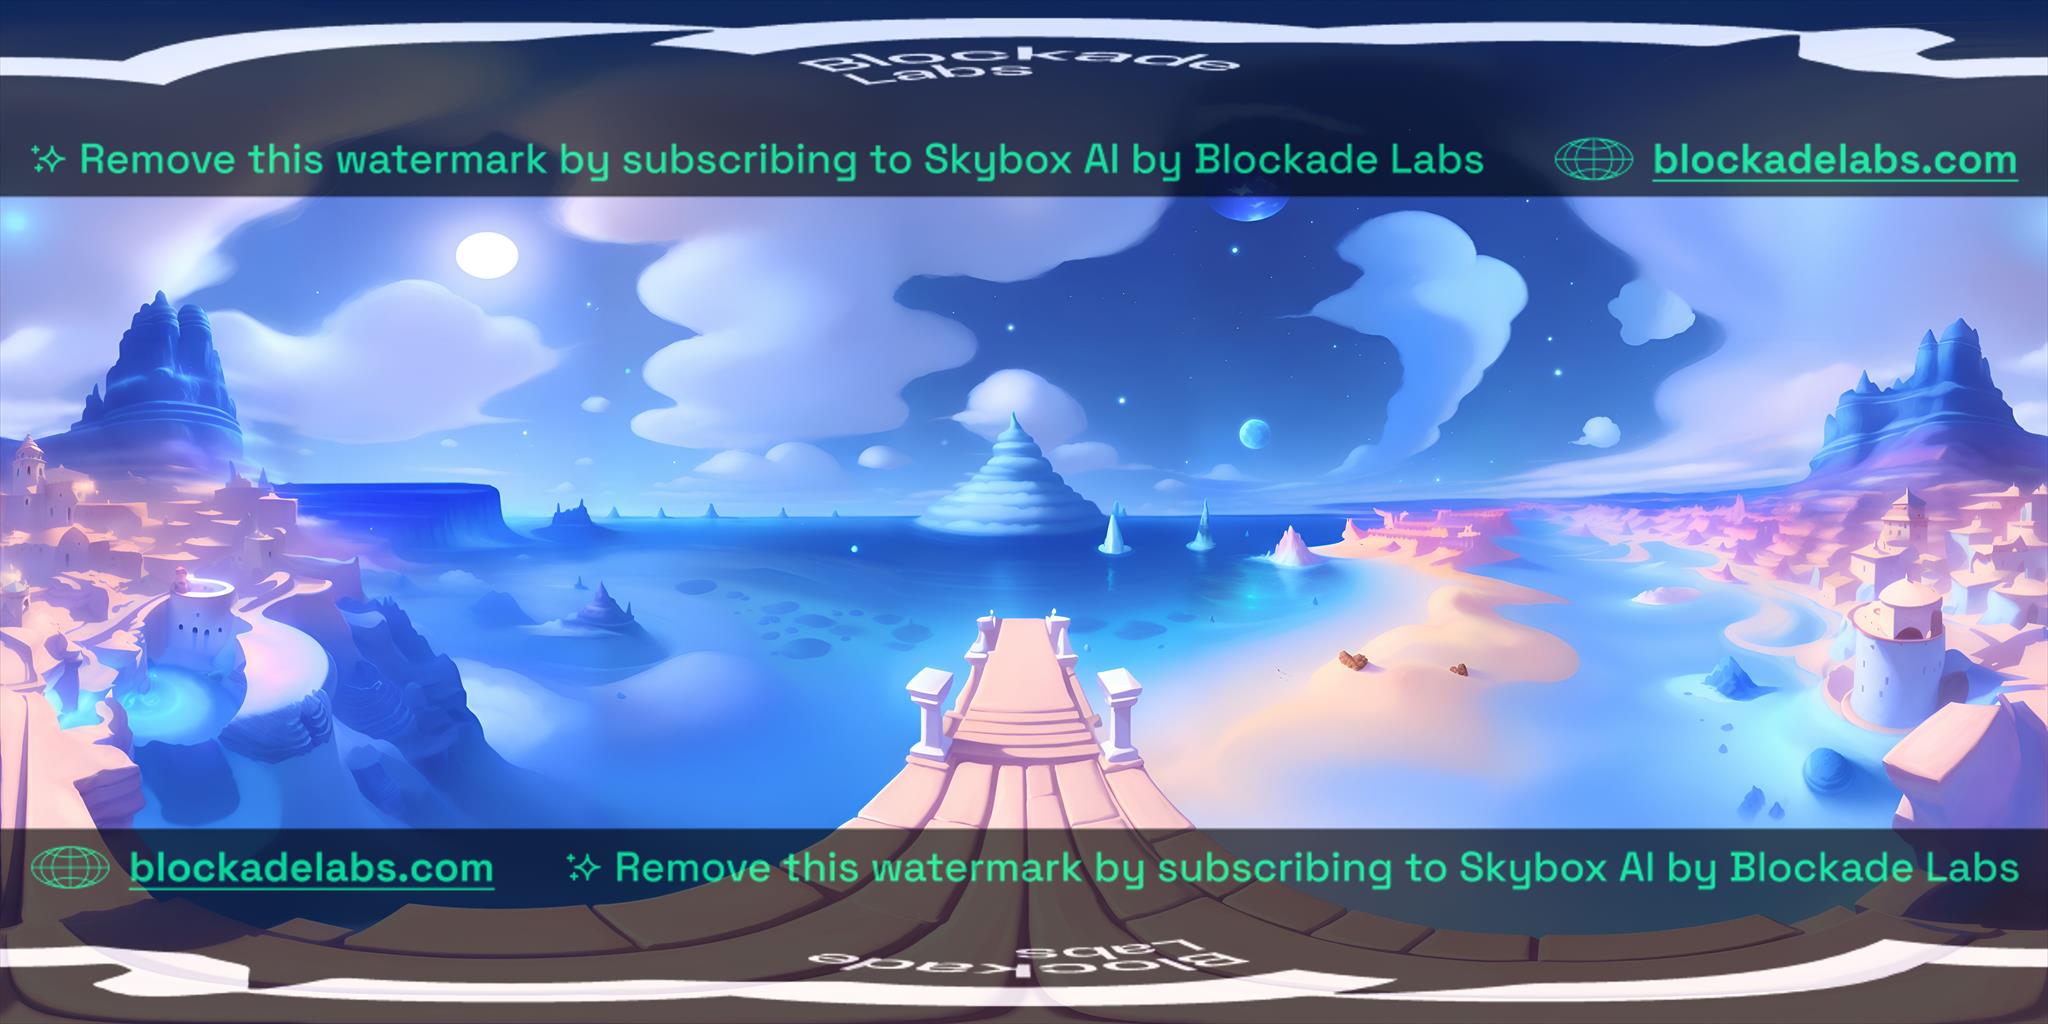 Blockade
Labs
Remove this watermark by subscribing to Skybox AI by Blockade Labs blockadelabs.com
blockadelabs.com Remove this watermark by subscribing to Skybox AI by Blockade Labs
Labs
Blockade